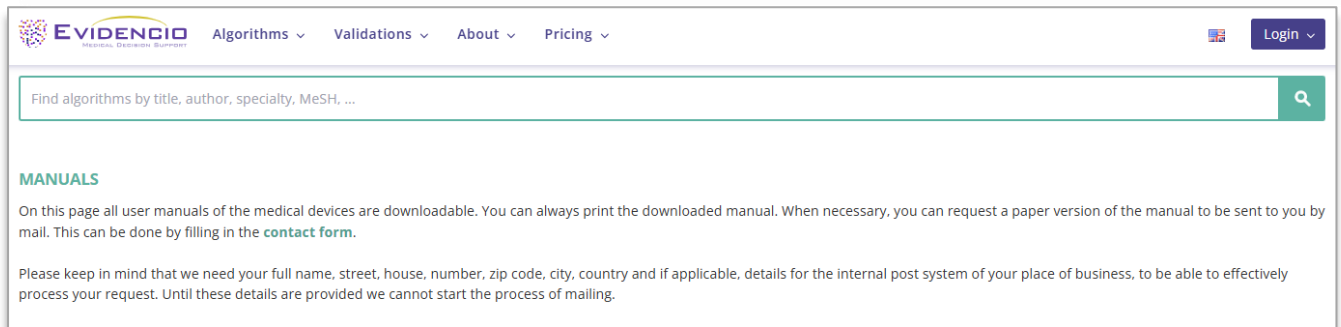 EVIDENCIO
MEDICAL DECISION SUPPORT
Algorithms Validations About Pricing Login
Find algorithms by title, author, specialty, MeSH, ...
MANUALS
On this page all user manuals of the medical devices are downloadable. You can always print the downloaded manual. When necessary, you can request a paper version of the manual to be sent to you by
mail. This can be done by filling in the contact form.
Please keep in mind that we need your full name, street, house, number, zip code, city, country and if applicable, details for the internal post system of your place of business, to be able to effectively
process your request. Until these details are provided we cannot start the process of mailing.